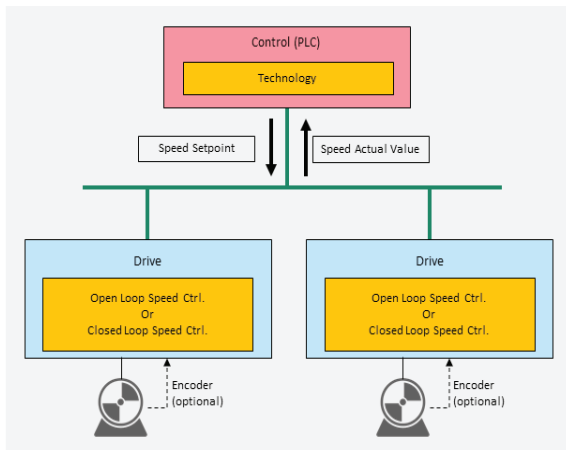 Control (PLC)
Technology
Speed Setpoint
Speed Actual Value
Drive
Open Loop Speed Ctrl.
Or
Closed Loop Speed Ctrl.
Encoder
(optional)
Drive
Open Loop Speed Ctrl.
Or
Closed Loop Speed Ctrl.
Encoder
(optional)